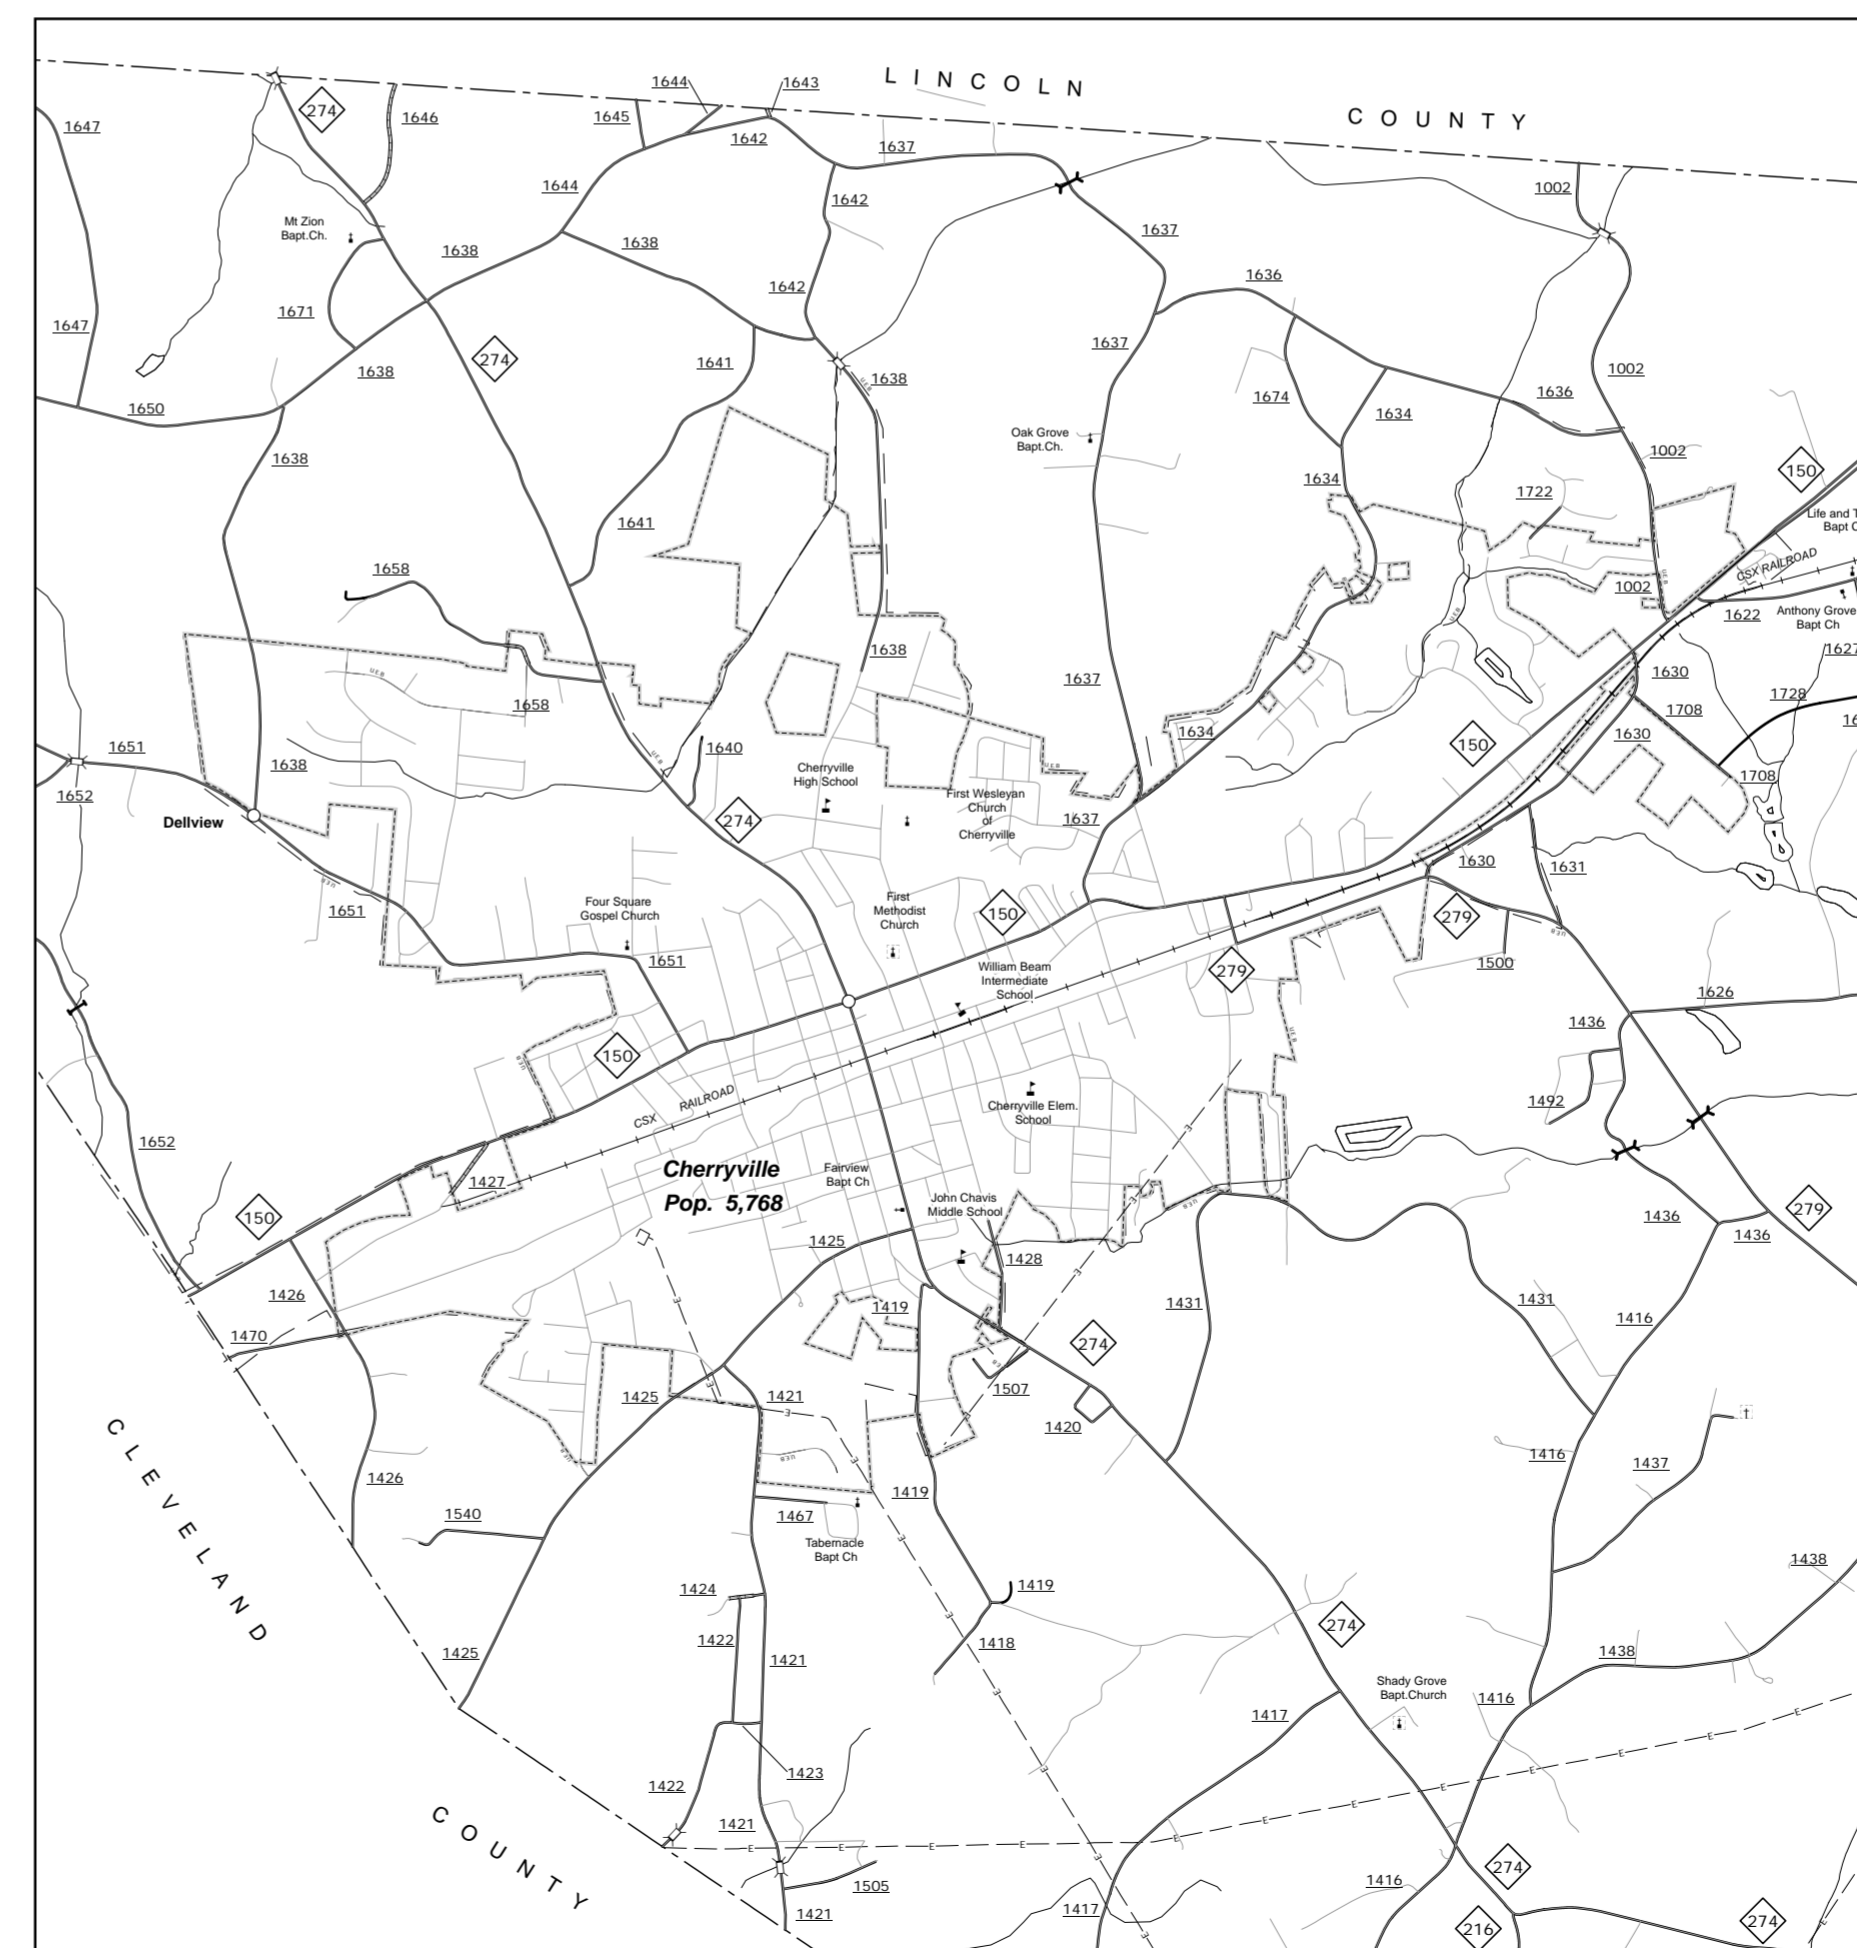 LINCOLN
COUNTY
1644
1643
274
1646
1645
1647
1642
1637
1644
1002
1642
Mt Zion
Bapt.Ch.
1638
1638
1637
1636
1642
1671
1647
274
1637
1641
1638
1638
1002
1650
1674
1636
1634
Oak Grove
Bapt.Ch.
1638
1002
150
1634
1722
1641
Life and T
Bapt C
CSX RAILROAD
1658
1002
1622
Anthony Grove
Bapt Ch
1638
1627
1637
1630
1728
1658
UEB
1708
1634
1630
150
1651
1640
1638
Cherryville
High School
1708
1652
First Wesleyan
Church
of
Cherryville
Dellview
274
1637
1630
1631
1651
Four Square
Gospel Church
First
Methodist
Church
150
279
1651
William Beam
Intermediate
School
279
1500
1626
1436
150
CSX RAILROAD
Cherryville Elem.
School
1492
1652
Cherryville
Pop. 5,768
Fairview
Bapt Ch
1427
John Chavis
Middle School
150
279
1436
1436
1425
1428
1426
1419
1431
1431
1470
1416
274
1425
1421
1507
1420
CLEVELAND
COUNTY
1416
1437
1426
1419
1540
1467
Tabernacle
Bapt Ch
1438
1424
1419
274
1422
1425
1421
1418
1438
Shady Grove
Bapt.Church
1416
1417
1423
1422
1421
274
1505
1416
1417
1421
274
216